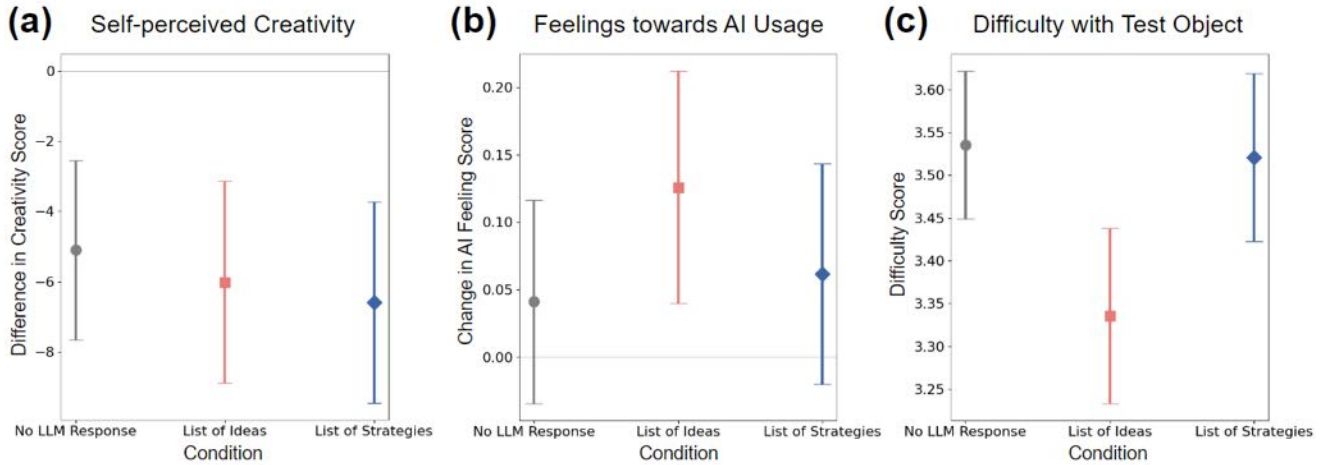 (a) Self-perceived Creativity
Difference in Creativity Score
0
−2
−4
−6
−8
No LLM Response List of Ideas List of Strategies
Condition
(b) Feelings towards AI Usage
Change in AI Feeling Score
0.20
0.15
0.10
0.05
0.00
No LLM Response List of Ideas List of Strategies
Condition
(c) Difficulty with Test Object
Difficulty Score
3.60
3.55
3.50
3.45
3.40
3.35
3.30
3.25
No LLM Response List of Ideas List of Strategies
Condition